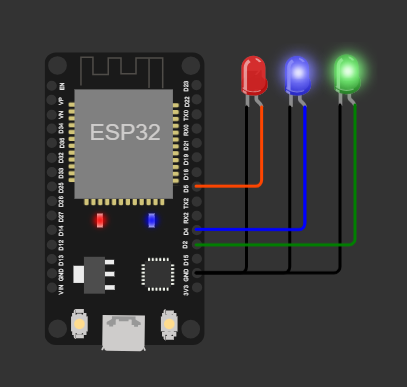 ESP32
EN
VP
VN
D34
D35
D32
D33
D25
D26
D27
D14
D12
D13
GND
VIN
D23
D22
TX0
RX0
D21
D19
D18
D5
TX2
RX2
D4
D2
D15
GND
3V3